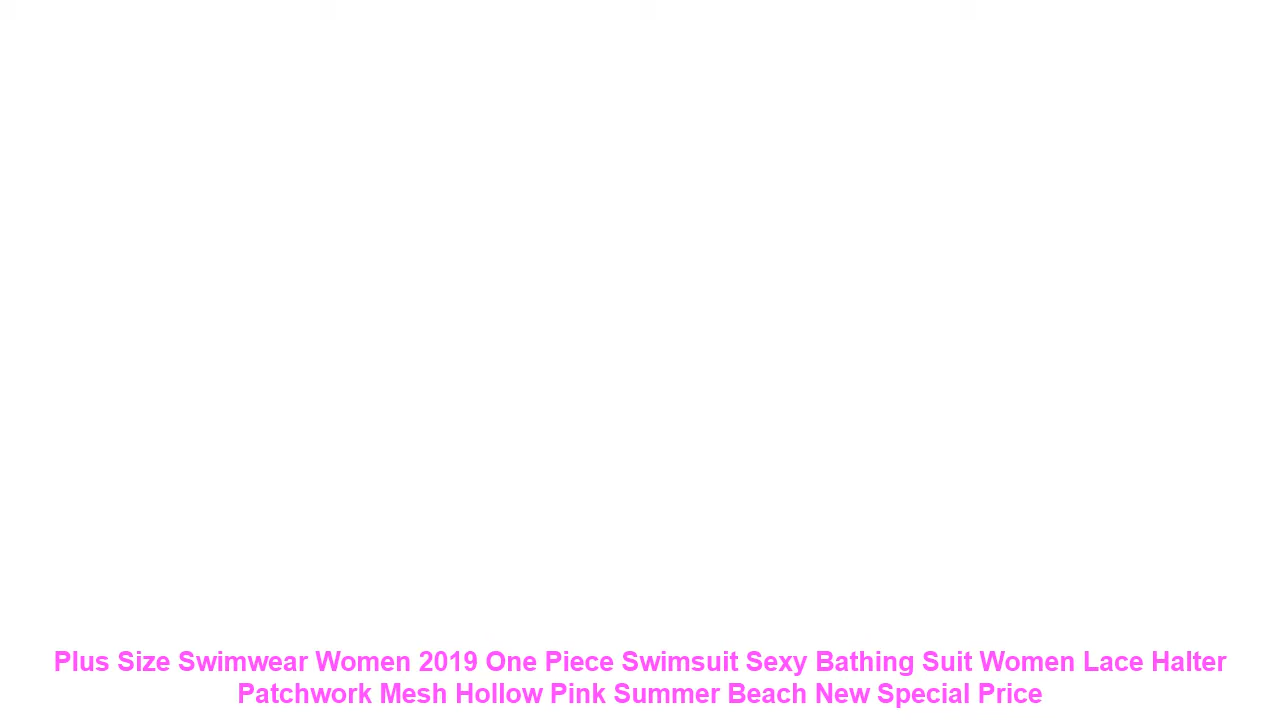 Plus Size Swimwear Women 2019 One Piece Swimsuit Sexy Bathing Suit Women Lace Halter
Patchwork Mesh Hollow Pink Summer Beach New Special Price